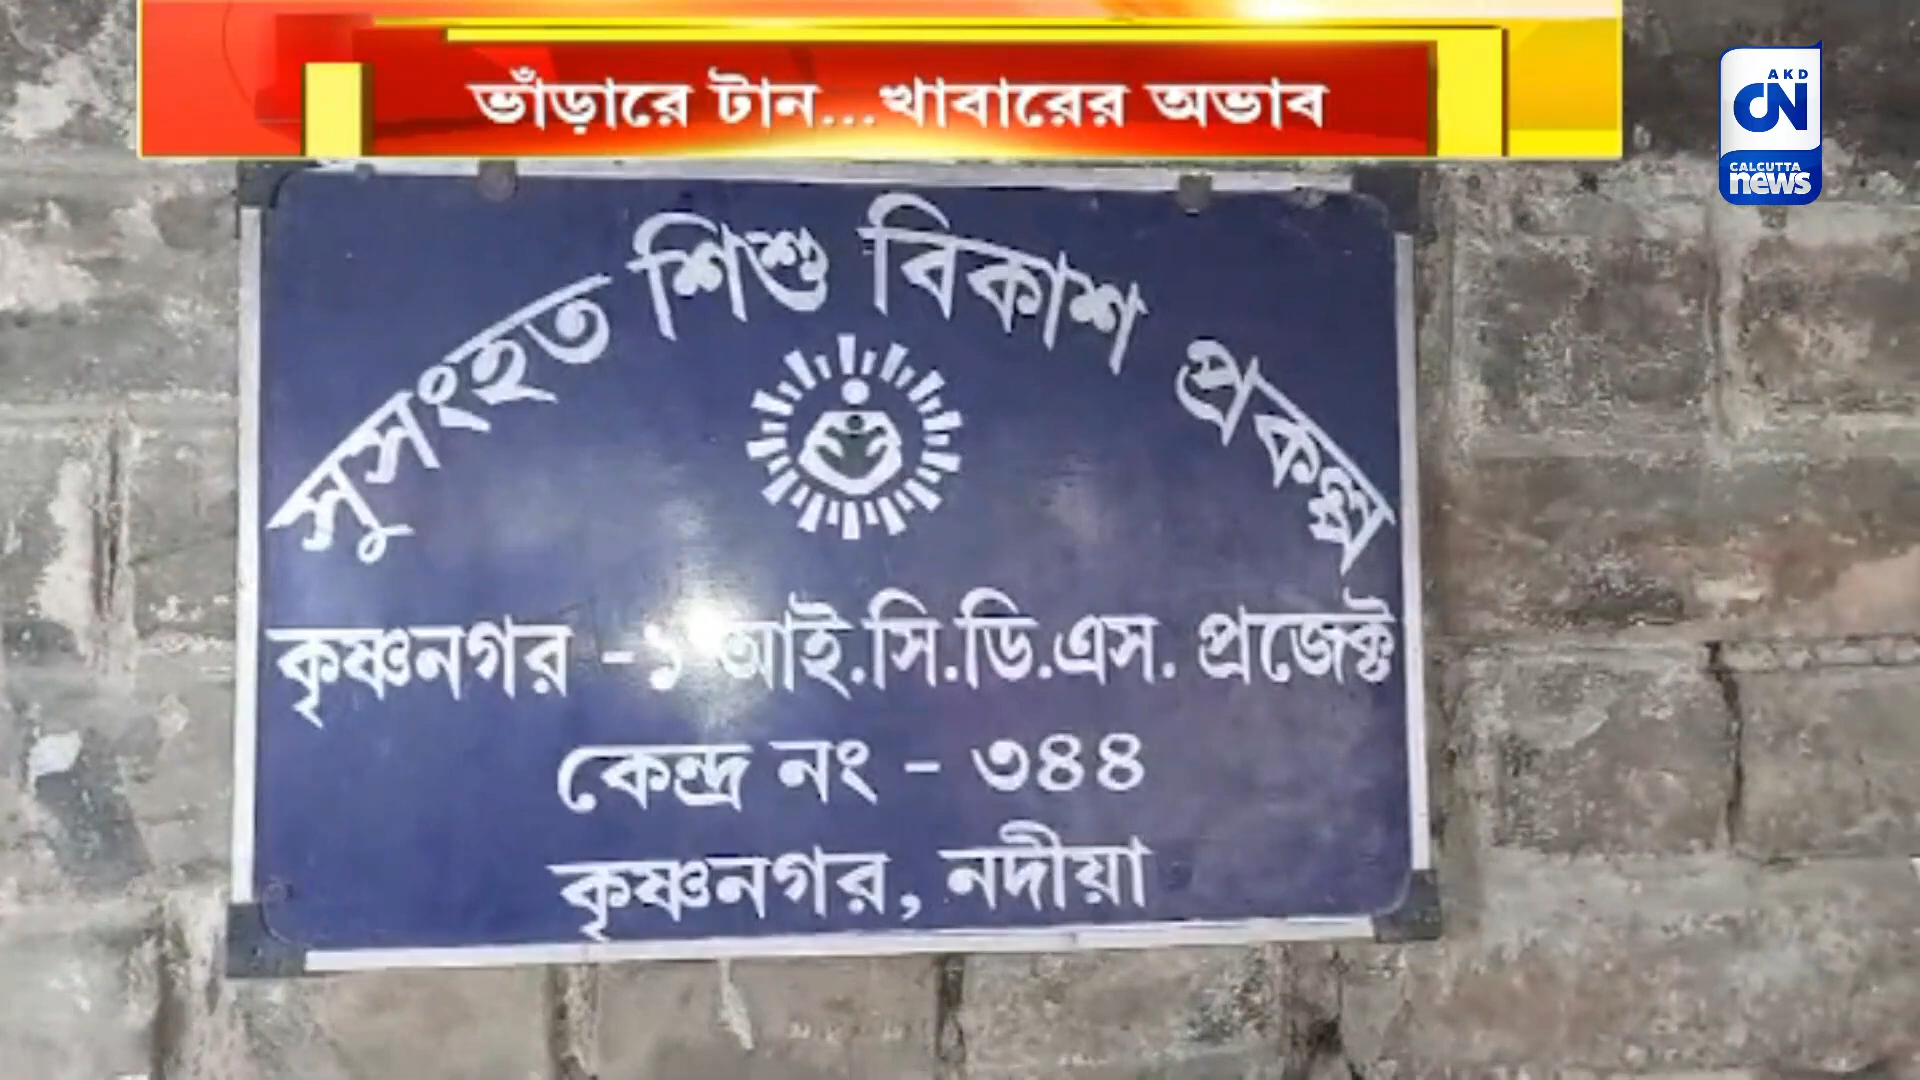 ভাঁড়ারে টান...খাবারের অভাব
AKD
CN
CALCUTTA
news
সুসংহত শিশু বিকাশ প্রকল্প
কৃষ্ণনগর -১ আই.সি.ডি.এস. প্রজেক্ট
কেন্দ্র নং - ৩৪৪
কৃষ্ণনগর, নদীয়া